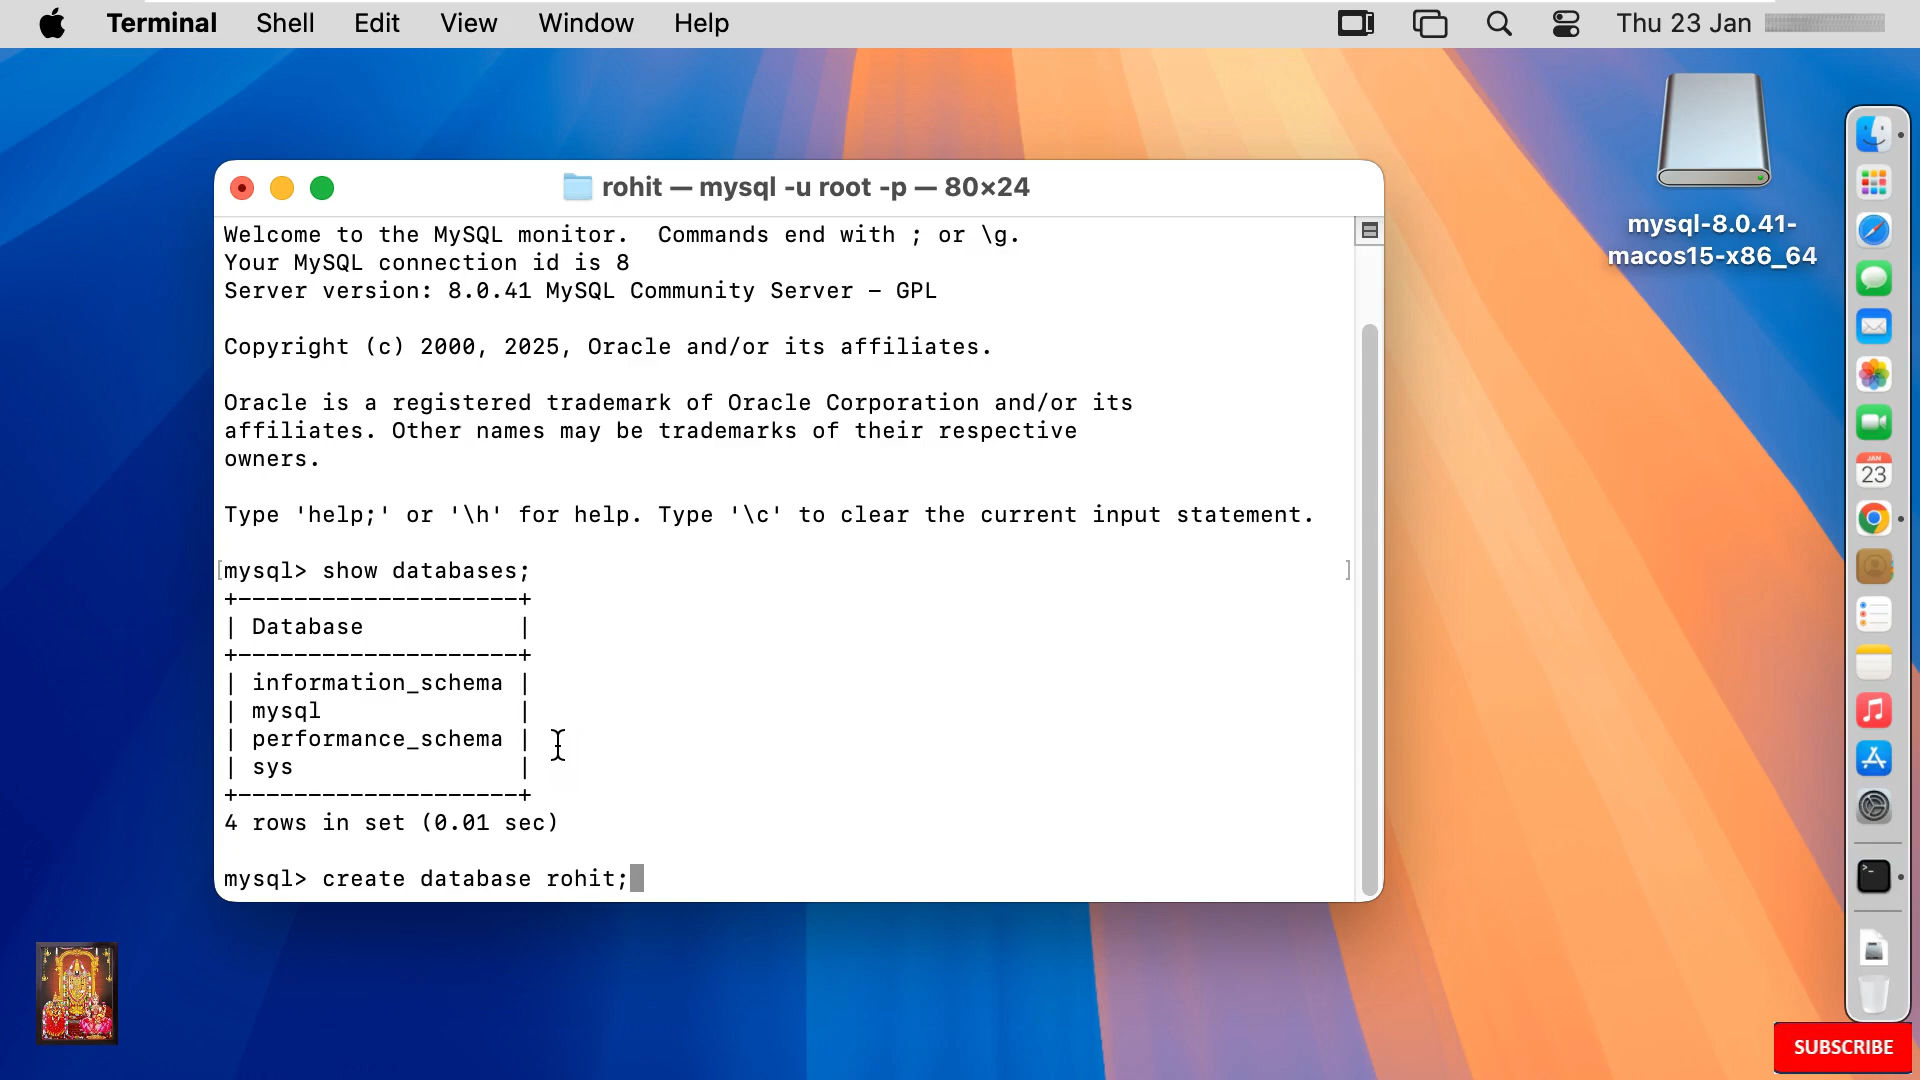 Terminal Shell Edit View Window Help Thu 23 Jan
rohit — mysql -u root -p — 80×24
Welcome to the MySQL monitor.  Commands end with ; or \g.
Your MySQL connection id is 8
Server version: 8.0.41 MySQL Community Server - GPL
Copyright (c) 2000, 2025, Oracle and/or its affiliates.
Oracle is a registered trademark of Oracle Corporation and/or its
affiliates. Other names may be trademarks of their respective
owners.
Type 'help;' or '\h' for help. Type '\c' to clear the current input statement.
[mysql> show databases; ]
+--------------------+
| Database           |
+--------------------+
| information_schema |
| mysql              |
| performance_schema |
| sys                |
+--------------------+
4 rows in set (0.01 sec)
mysql> create database rohit;
mysql-8.0.41-
macos15-x86_64
JAN
23
SUBSCRIBE